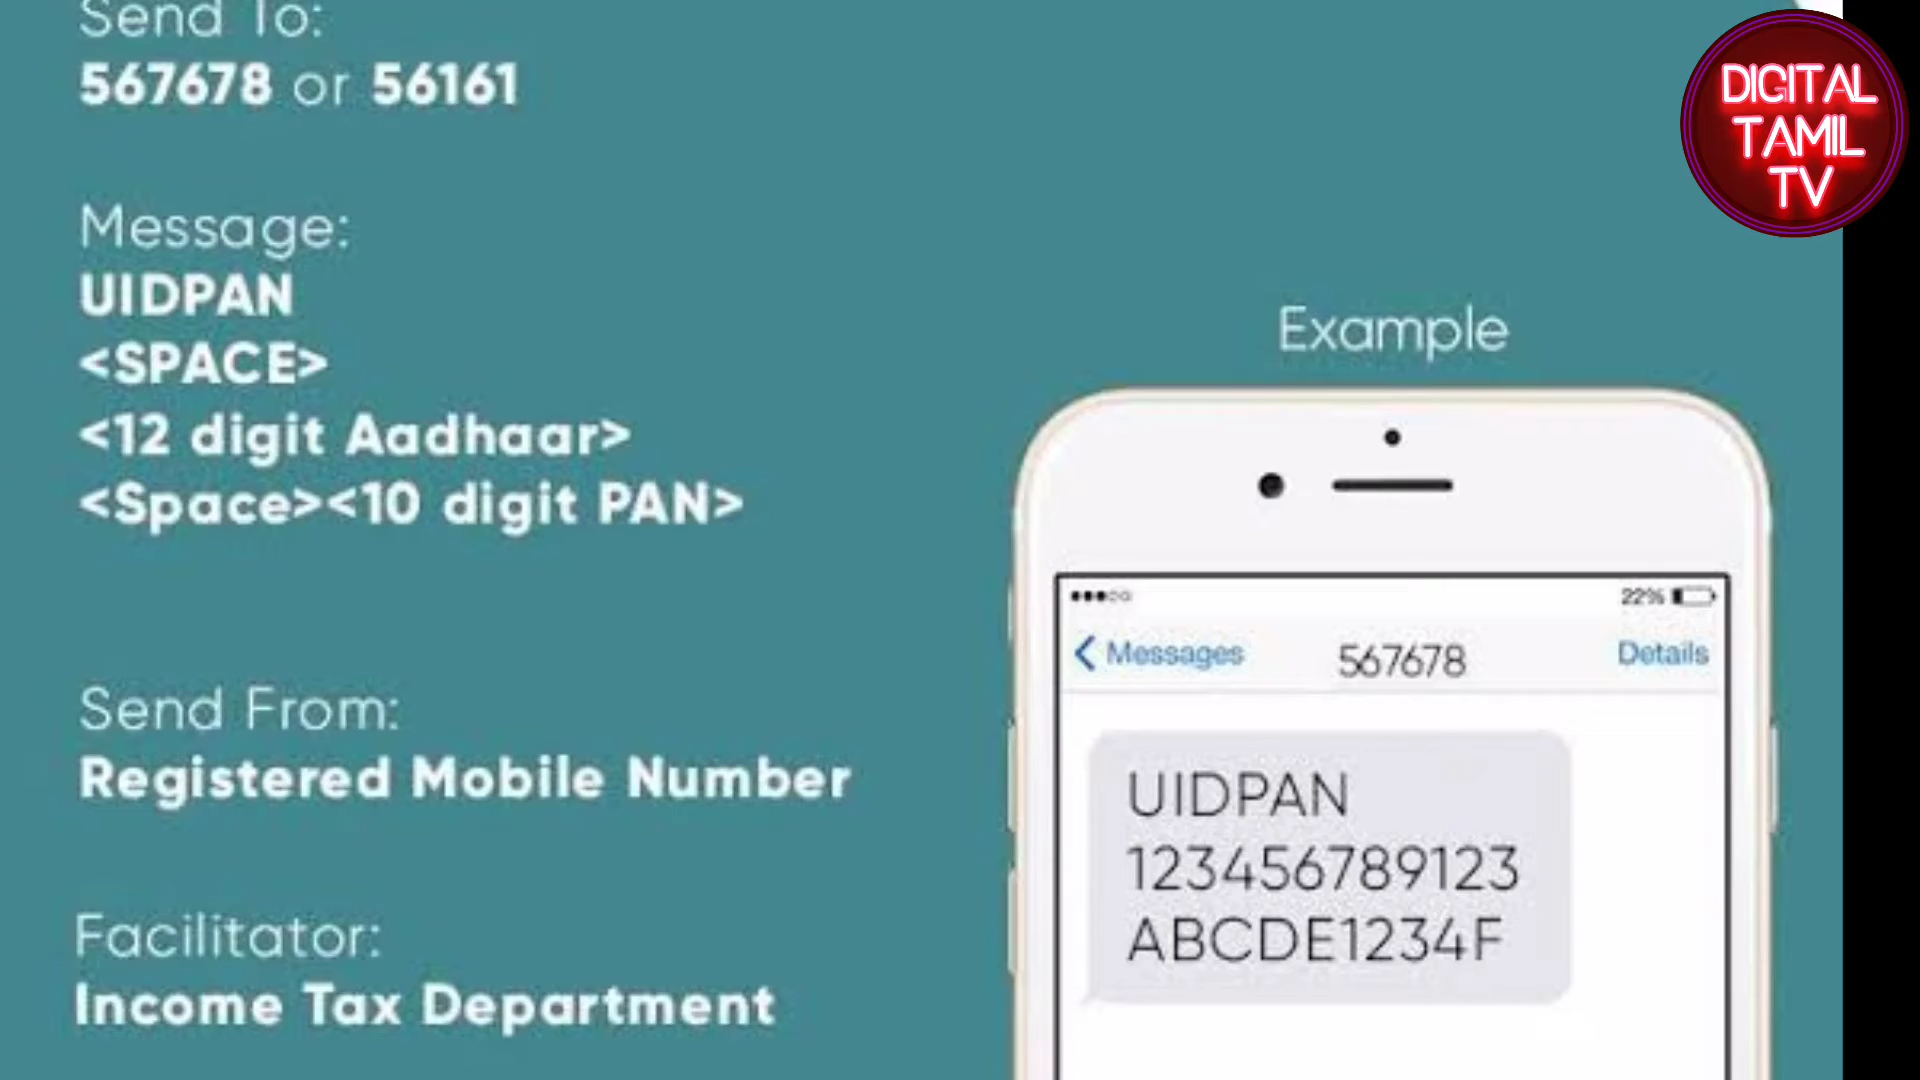 Send To:
567678 or 56161
Message:
UIDPAN
<SPACE>
<12 digit Aadhaar>
<Space><10 digit PAN>
Send From:
Registered Mobile Number
Facilitator:
Income Tax Department
Example
22%
Messages
567678
Details
UIDPAN
123456789123
ABCDE1234F
DIGITAL
TAMIL
TV